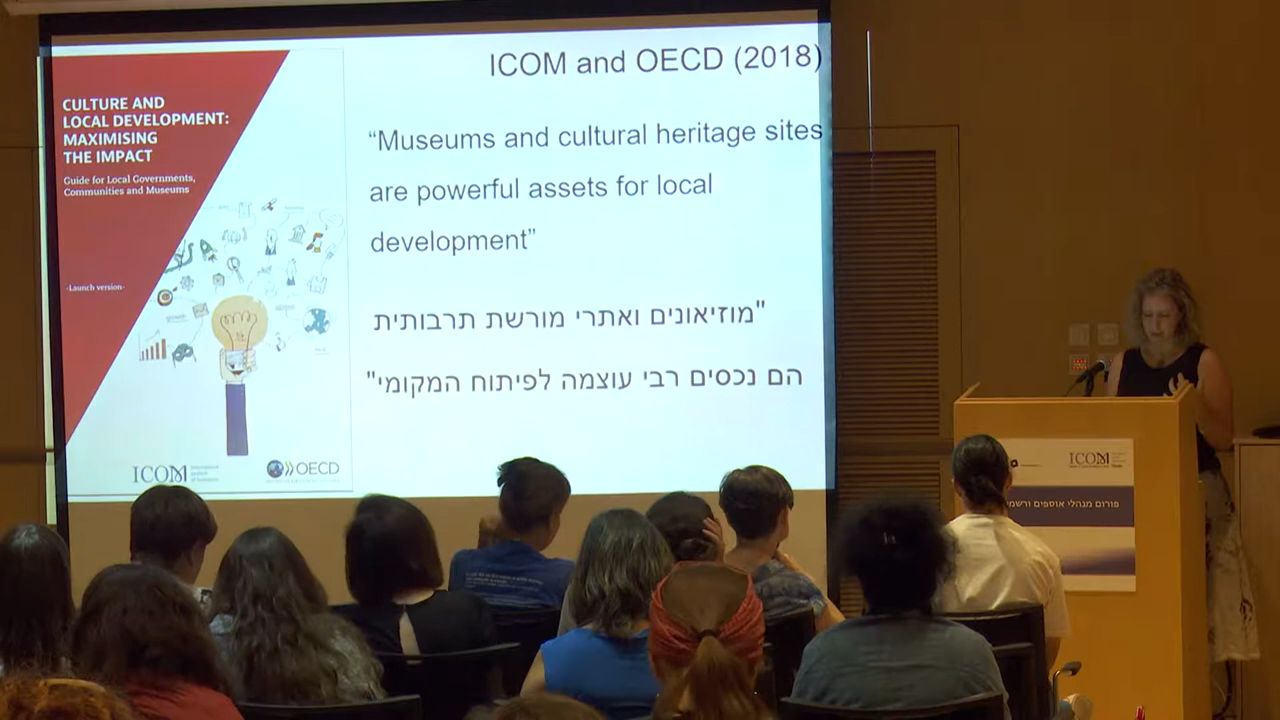 ICOM and OECD (2018)
“Museums and cultural heritage sites
are powerful assets for local
development”
"מוזיאונים ואתרי מורשת תרבותית
הם נכסים רבי עוצמה לפיתוח המקומי"
CULTURE AND
LOCAL DEVELOPMENT:
MAXIMISING
THE IMPACT
Guide for Local Governments,
Communities and Museums
-Launch version-
ICOM
OECD
ICOM
פורום מנהלי אוספים ורשמי